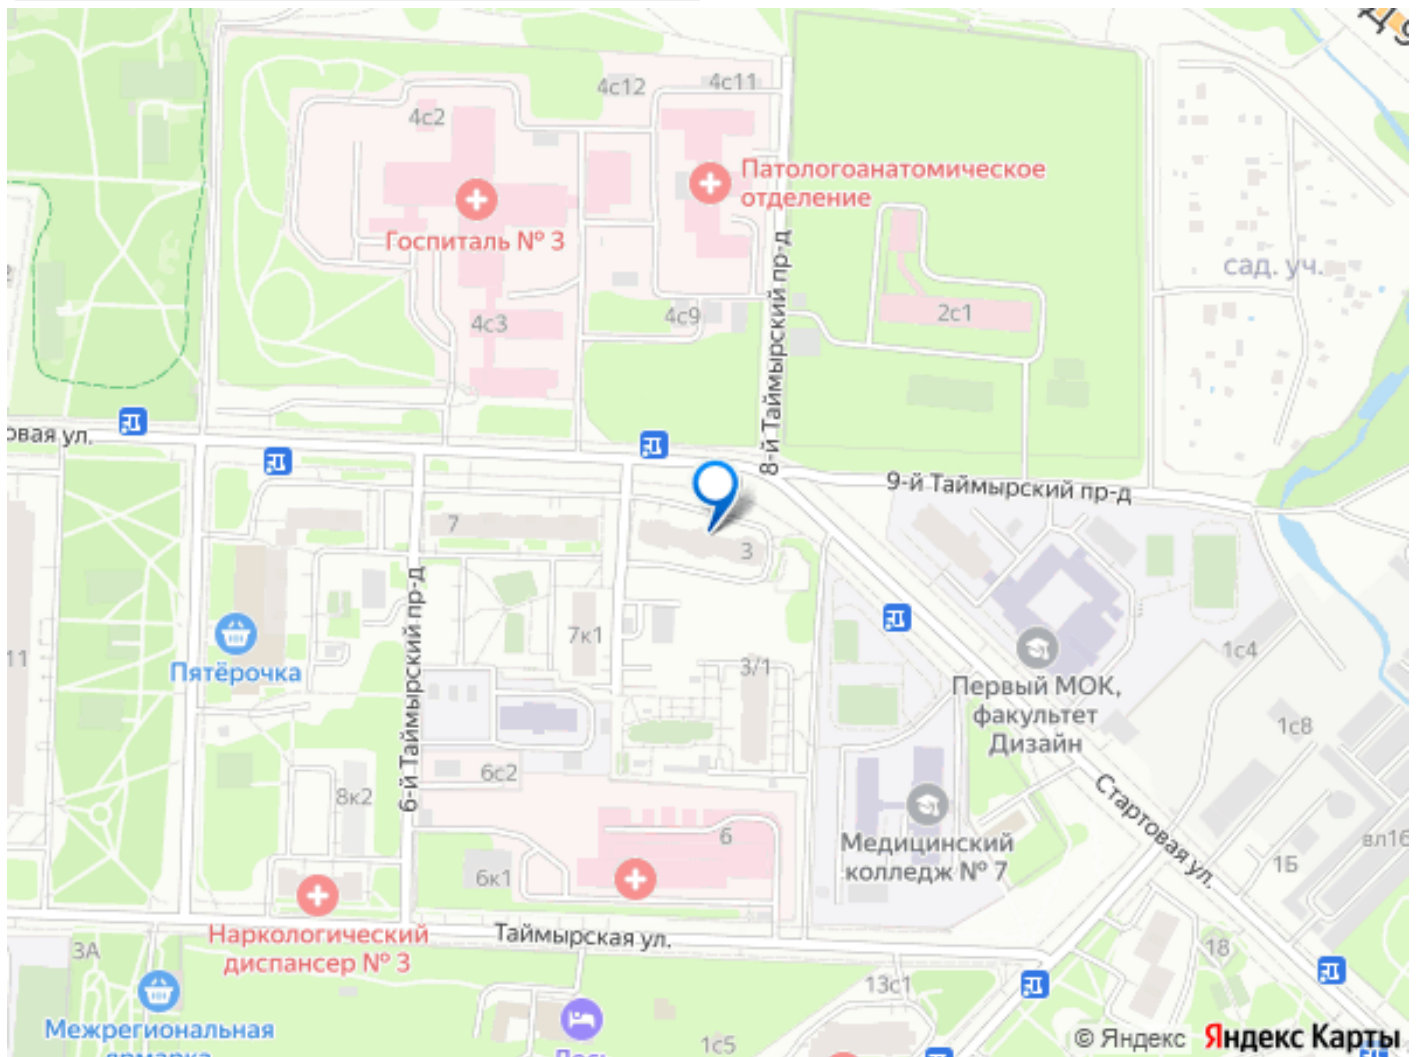 4с12
4с11
4с2
Патологоанатомическое
отделение
Госпиталь № 3
сад. уч.
4с3
4с9
2с1
8-й Таймырский пр-д
овая ул.
9-й Таймырский пр-д
7
3
6-й Таймырский пр-д
7к1
Пятёрочка
11
3/1
1с4
Первый МОК,
факультет
Дизайн
1с8
6с2
8к2
Стартовая ул.
6
Медицинский
колледж № 7
вл16
1Б
6к1
Наркологический
диспансер № 3
Таймырская ул.
3А
18
13с1
Межрегиональная
ярмарка
1с5
© Яндекс Яндекс Карты